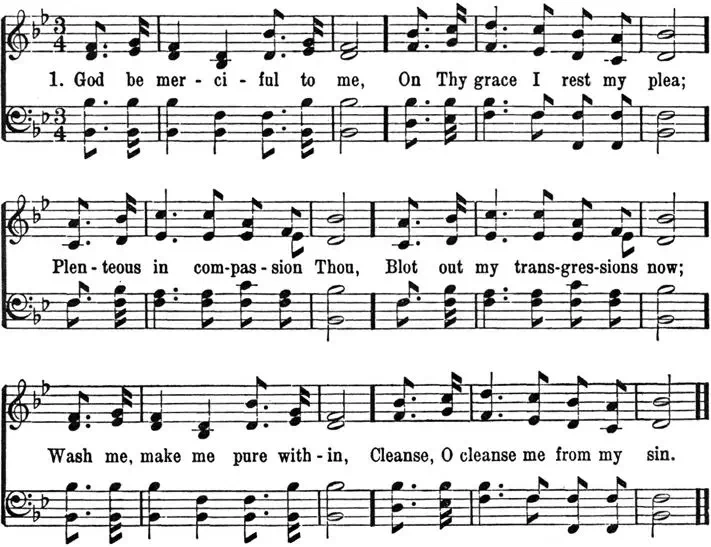 3
4
3
4
1. God be mer - ci - ful to me, On Thy grace I rest my plea;
Plen - teous in com - pas - sion Thou, Blot out my trans - gres - sions now;
Wash me, make me pure with - in, Cleanse, O cleanse me from my sin.